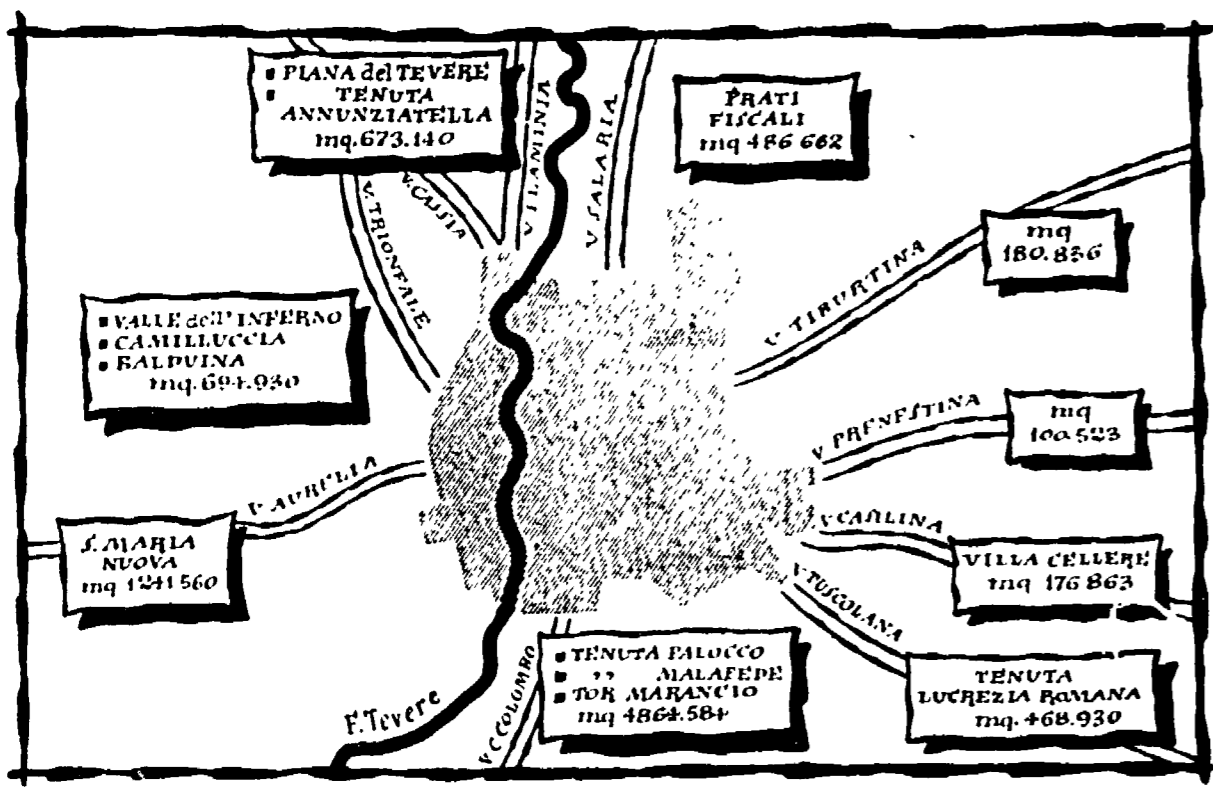 ▪ PIANA del TEVERE
▪ TENUTA
ANNUNZIATELLA
mq. 673.140
PRATI
FISCALI
mq 486 662
V. TRIONFALE
V. CASSIA
V FLAMINIA
V SALARIA
mq
180.836
V. TIBURTINA
▪ VALLE dell' INFERNO
▪ CAMILLUCCIA
▪ BALDUINA
mq. 694.930
V PRENESTINA
mq
100.523
V. AURELIA
S. MARIA
NUOVA
mq 1241 560
V CASILINA
VILLA CELLERE
mq 176 863
V TUSCOLANA
TENUTA
LUCREZIA ROMANA
mq. 468.930
▪ TENUTA PALOCCO
▪ ,, MALAFEDE
▪ TOR MARANCIO
mq 4864.584
V. C COLOMBO
F. Tevere